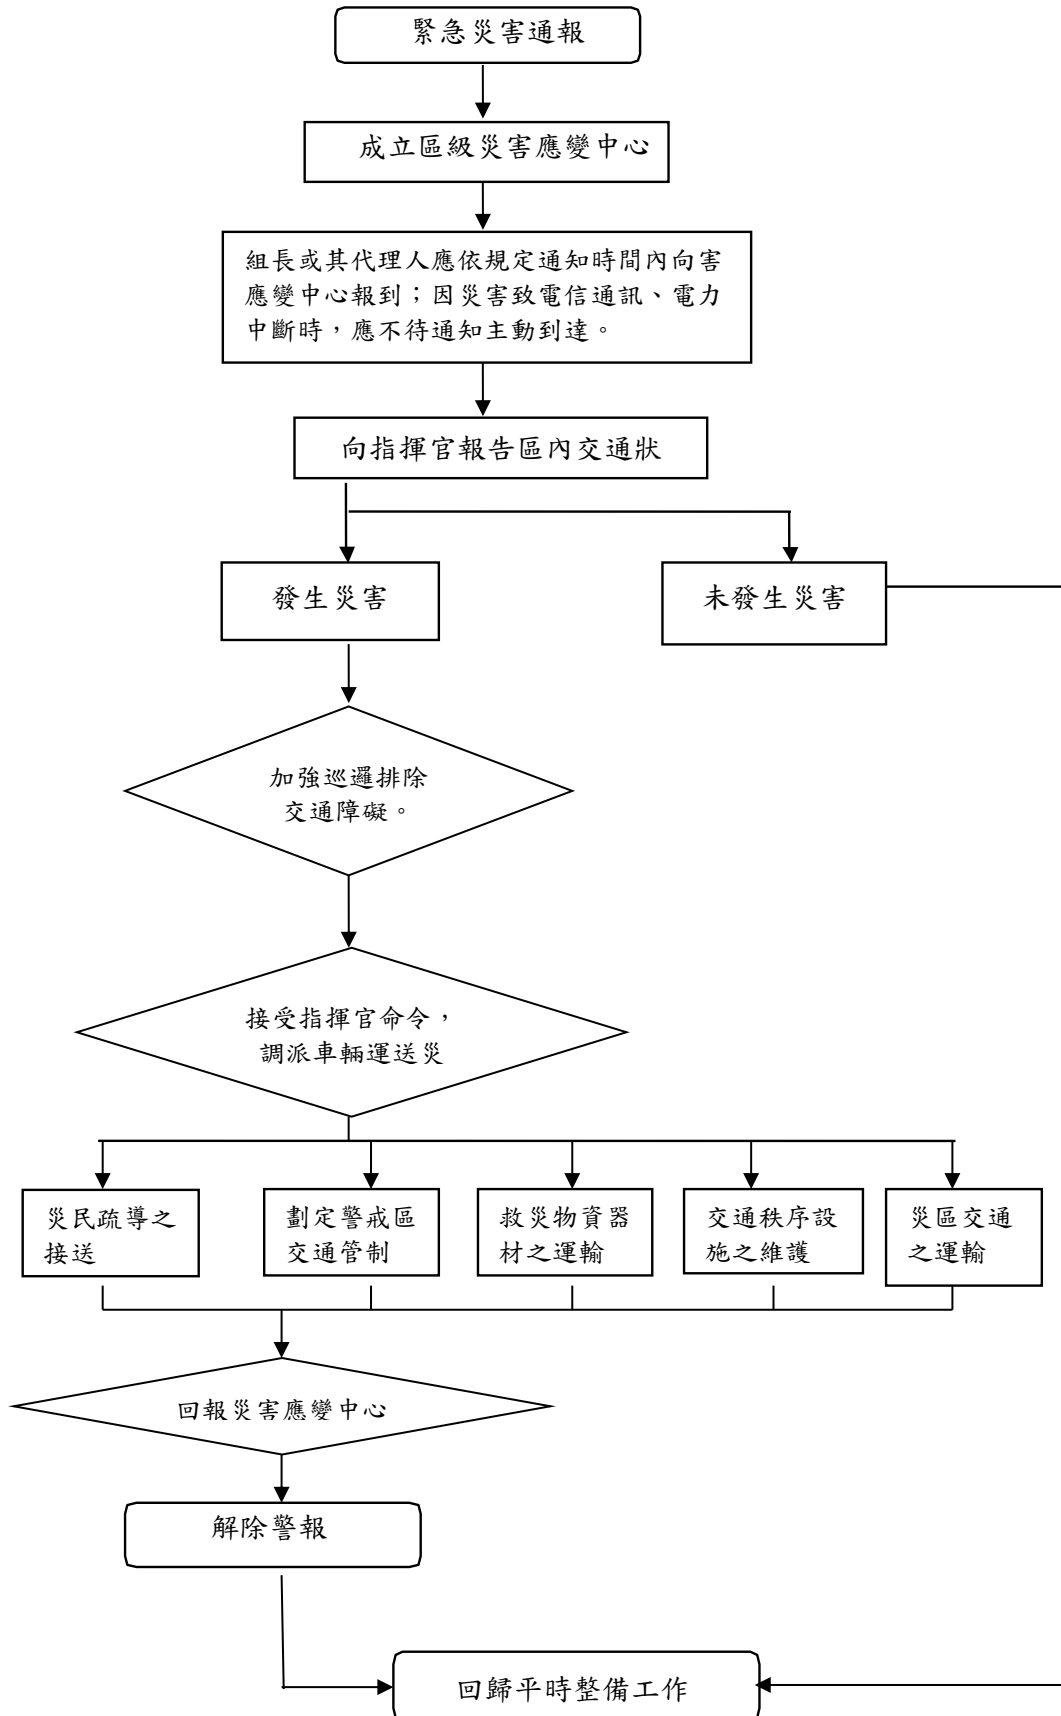 緊急災害通報
成立區級災害應變中心
組長或其代理人應依規定通知時間內向害
應變中心報到；因災害致電信通訊、電力
中斷時，應不待通知主動到達。
向指揮官報告區內交通狀
發生災害
未發生災害
加強巡邏排除
交通障礙。
接受指揮官命令，
調派車輛運送災
災民疏導之
接送
劃定警戒區
交通管制
救災物資器
材之運輸
交通秩序設
施之維護
災區交通
之運輸
回報災害應變中心
解除警報
回歸平時整備工作